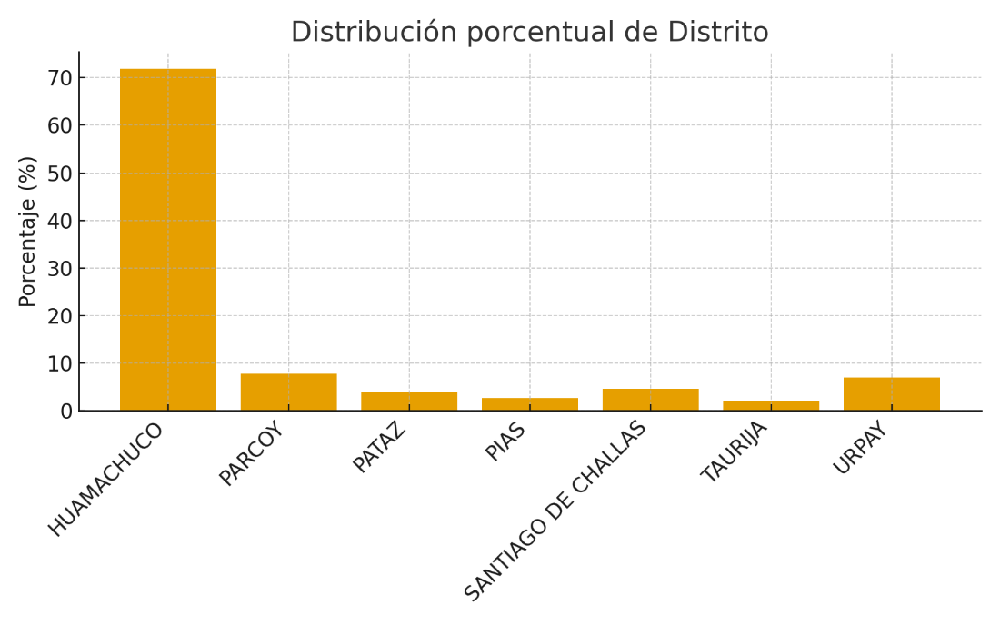 Distribución porcentual de Distrito
Porcentaje (%)
70
60
50
40
30
20
10
0
HUAMACHUCO
PARCOY
PATAZ
PIAS
SANTIAGO DE CHALLAS
TAURIJA
URPAY